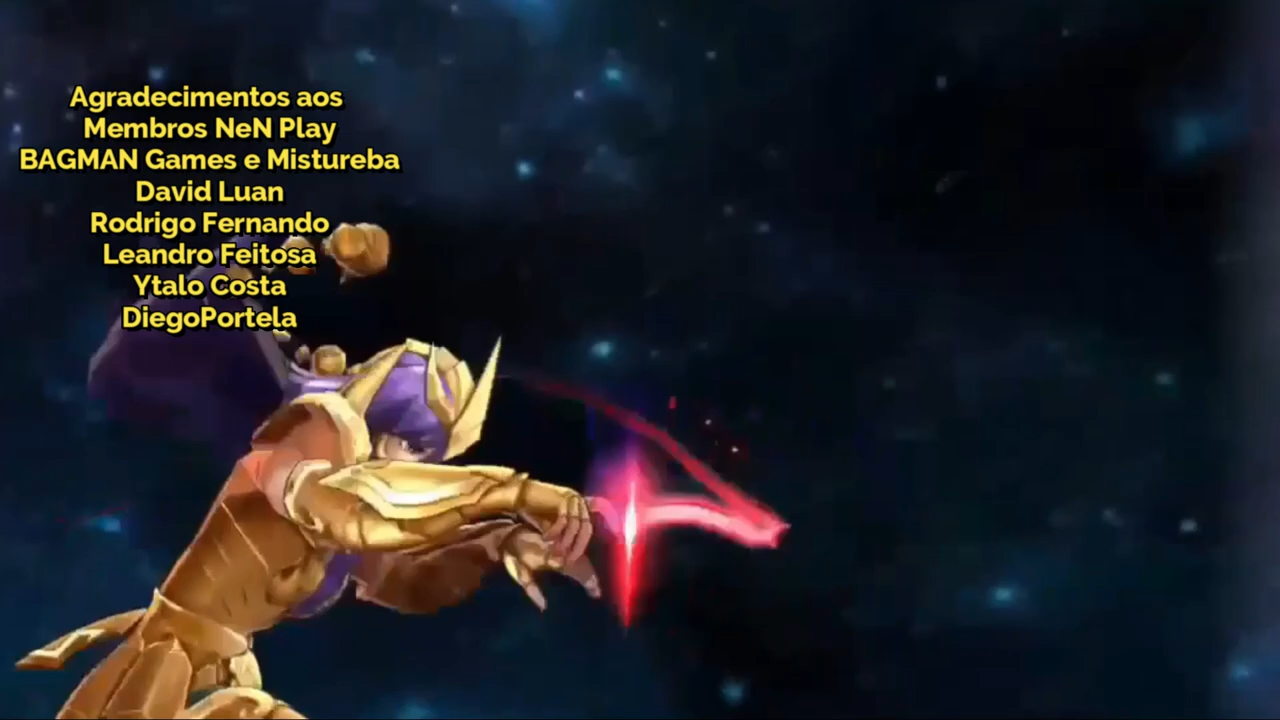 Agradecimentos aos
Membros NeN Play
BAGMAN Games e Mistureba
David Luan
Rodrigo Fernando
Leandro Feitosa
Ytalo Costa
DiegoPortela